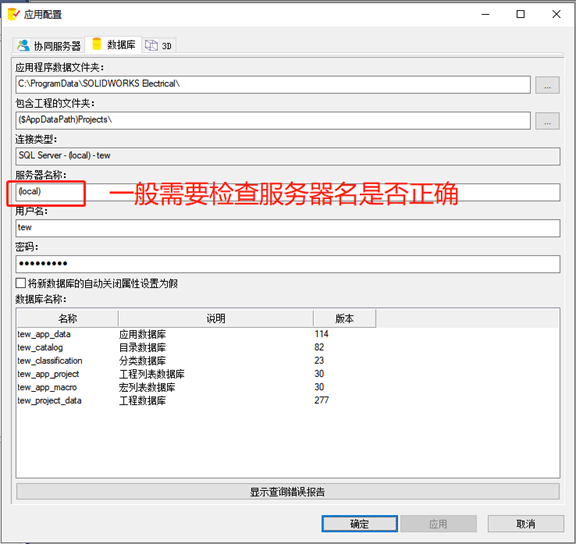 应用配置
协同服务器 数据库 3D
应用程序数据文件夹:
C:\ProgramData\SOLIDWORKS Electrical\
...
包含工程的文件夹:
($AppDataPath)Projects\
...
连接类型:
SQL Server - (local) - tew
服务器名称:
(local)
一般需要检查服务器名是否正确
用户名:
tew
密码:
●●●●●●●●●
将新数据库的自动关闭属性设置为假
数据库名称:
名称 说明 版本
tew_app_data 应用数据库 114
tew_catalog 目录数据库 82
tew_classification 分类数据库 23
tew_app_project 工程列表数据库 30
tew_app_macro 宏列表数据库 30
tew_project_data 工程数据库 277
显示查询错误报告
确定 应用 取消